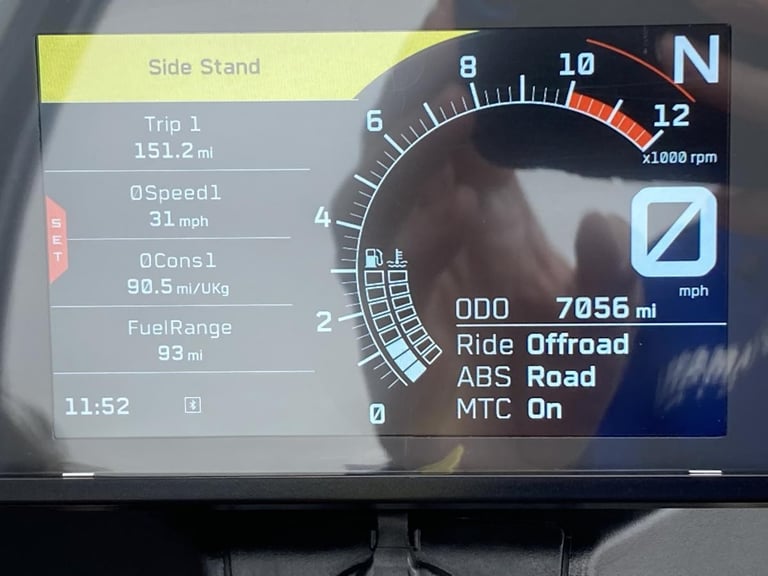 Side Stand
Trip 1
151.2 mi
ØSpeed1
31 mph
ØCons1
90.5 mi/UKg
FuelRange
93 mi
11:52
SET
0
2
4
6
8
10
12
x1000 rpm
N
0
mph
ODO 7056 mi
Ride Offroad
ABS Road
MTC On